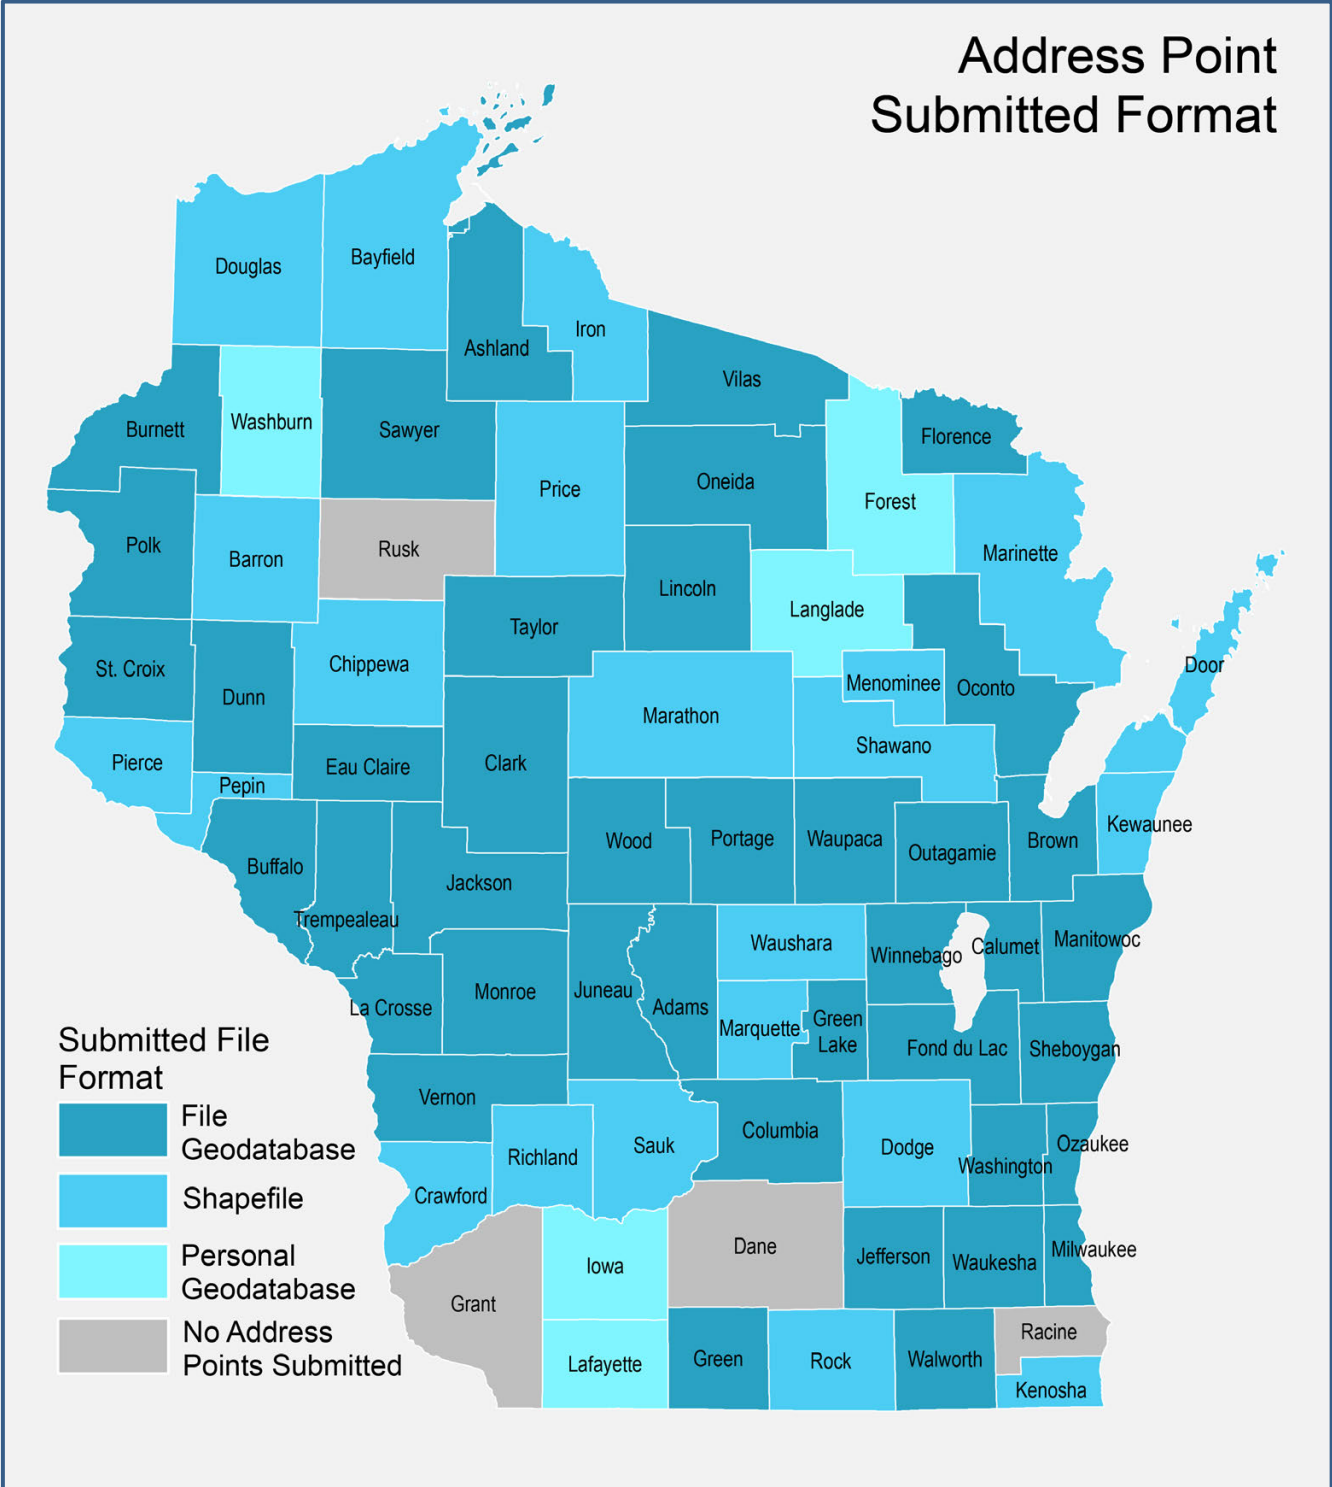 Address Point
Submitted Format
Douglas
Bayfield
Iron
Ashland
Vilas
Washburn
Burnett
Sawyer
Florence
Oneida
Price
Forest
Polk
Rusk
Barron
Marinette
Lincoln
Langlade
Taylor
Chippewa
Door
St. Croix
Menominee
Oconto
Dunn
Marathon
Shawano
Pierce
Clark
Eau Claire
Pepin
Kewaunee
Portage
Waupaca
Wood
Brown
Outagamie
Buffalo
Jackson
Trempealeau
Manitowoc
Waushara
Calumet
Winnebago
Monroe
Juneau
La Crosse
Adams
Green
Lake
Marquette
Fond du Lac
Sheboygan
Vernon
Columbia
Ozaukee
Sauk
Dodge
Richland
Washington
Crawford
Dane
Milwaukee
Jefferson
Waukesha
Iowa
Grant
Racine
Green
Rock
Walworth
Lafayette
Kenosha
Submitted File
Format
File
Geodatabase
Shapefile
Personal
Geodatabase
No Address
Points Submitted